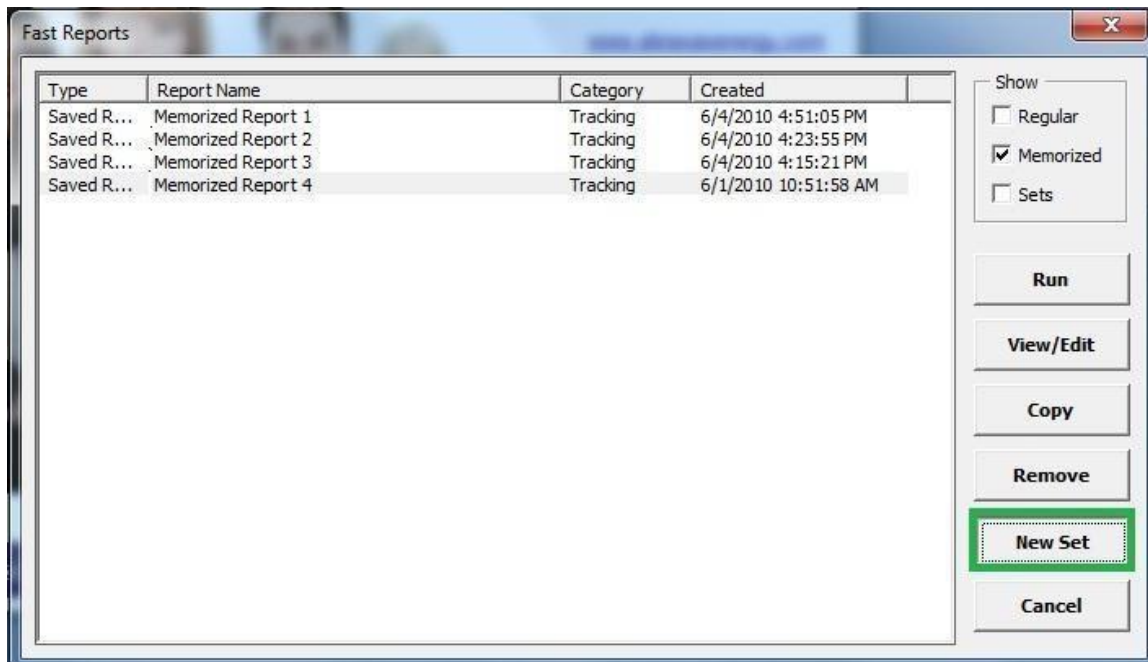 Fast Reports
Type Report Name Category Created
Saved R... Memorized Report 1 Tracking 6/4/2010 4:51:05 PM
Saved R... Memorized Report 2 Tracking 6/4/2010 4:23:55 PM
Saved R... Memorized Report 3 Tracking 6/4/2010 4:15:21 PM
Saved R... Memorized Report 4 Tracking 6/1/2010 10:51:58 AM
Show
Regular
Memorized
Sets
Run
View/Edit
Copy
Remove
New Set
Cancel